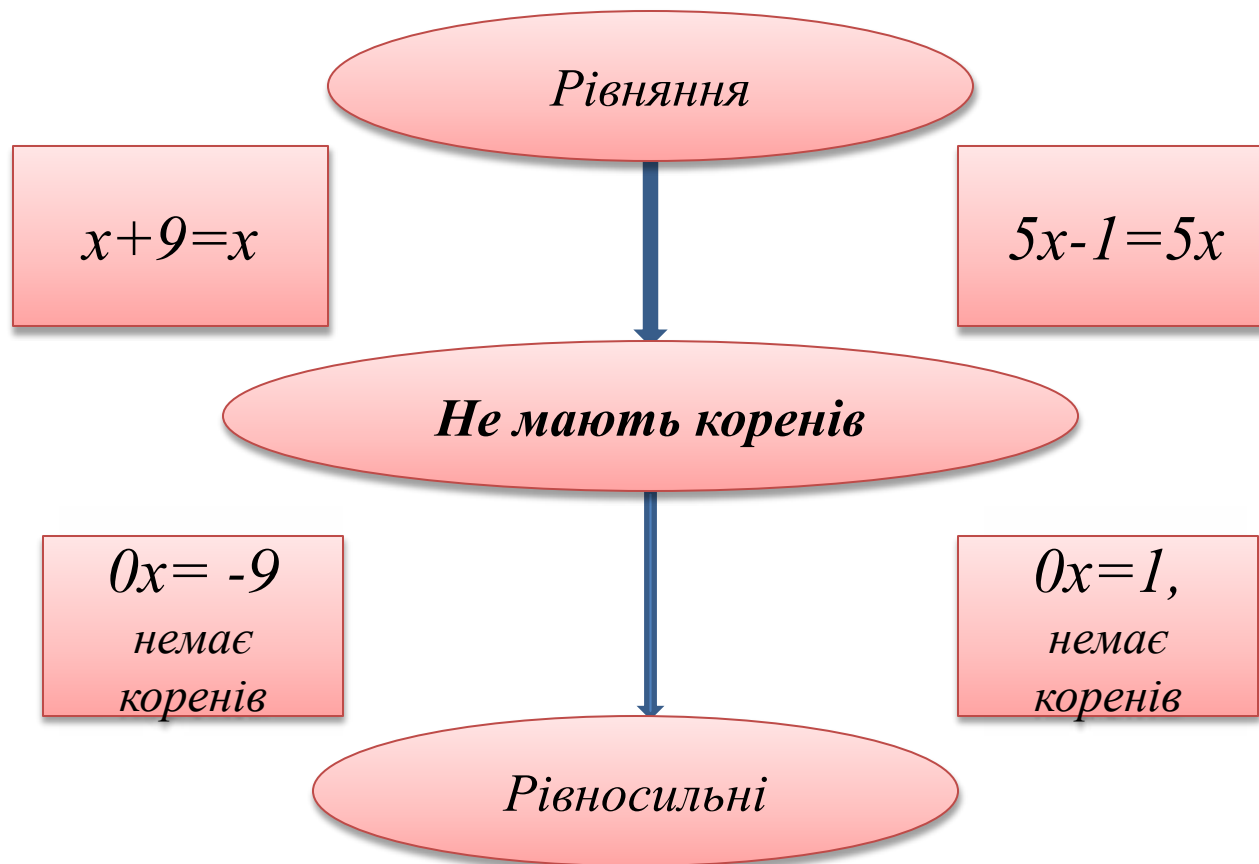 Рівняння
x+9=x
5x-1=5x
Не мають коренів
0x= -9
немає
коренів
0x=1,
немає
коренів
Рівносильні